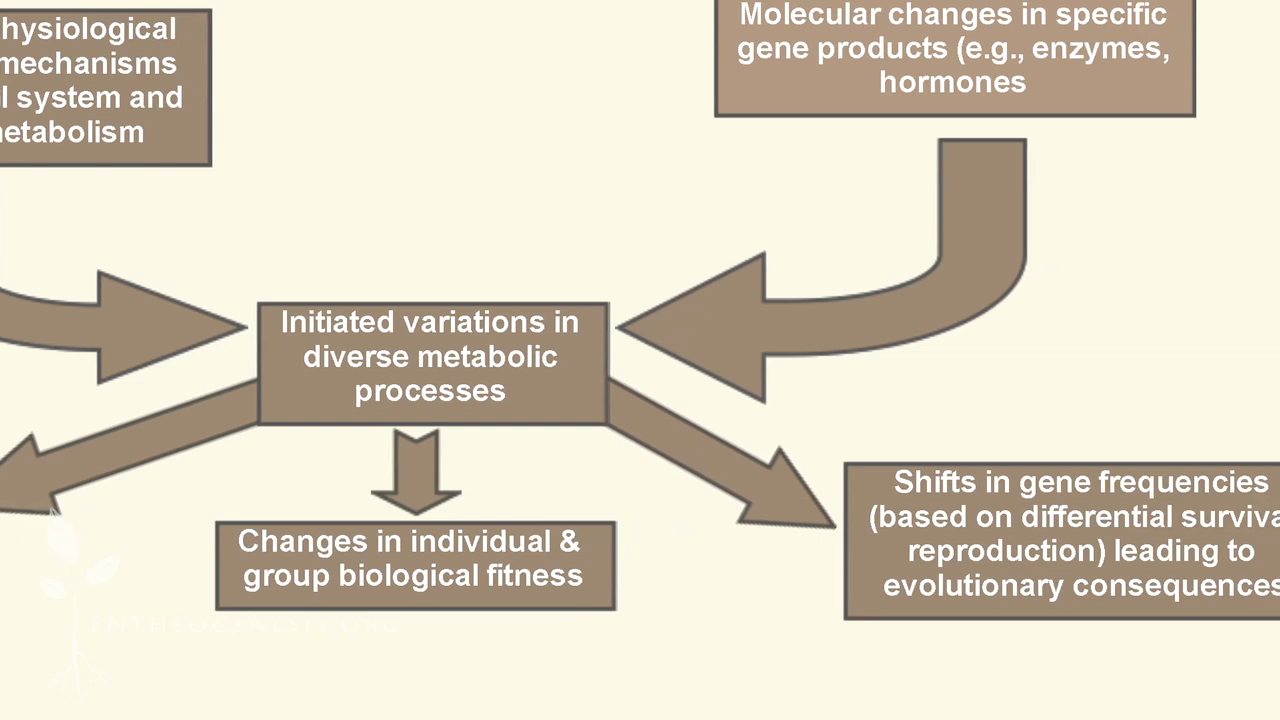 hysiological
mechanisms
l system and
etabolism
Molecular changes in specific
gene products (e.g., enzymes,
hormones
Initiated variations in
diverse metabolic
processes
Changes in individual &
group biological fitness
Shifts in gene frequencies
(based on differential surviva
reproduction) leading to
evolutionary consequences